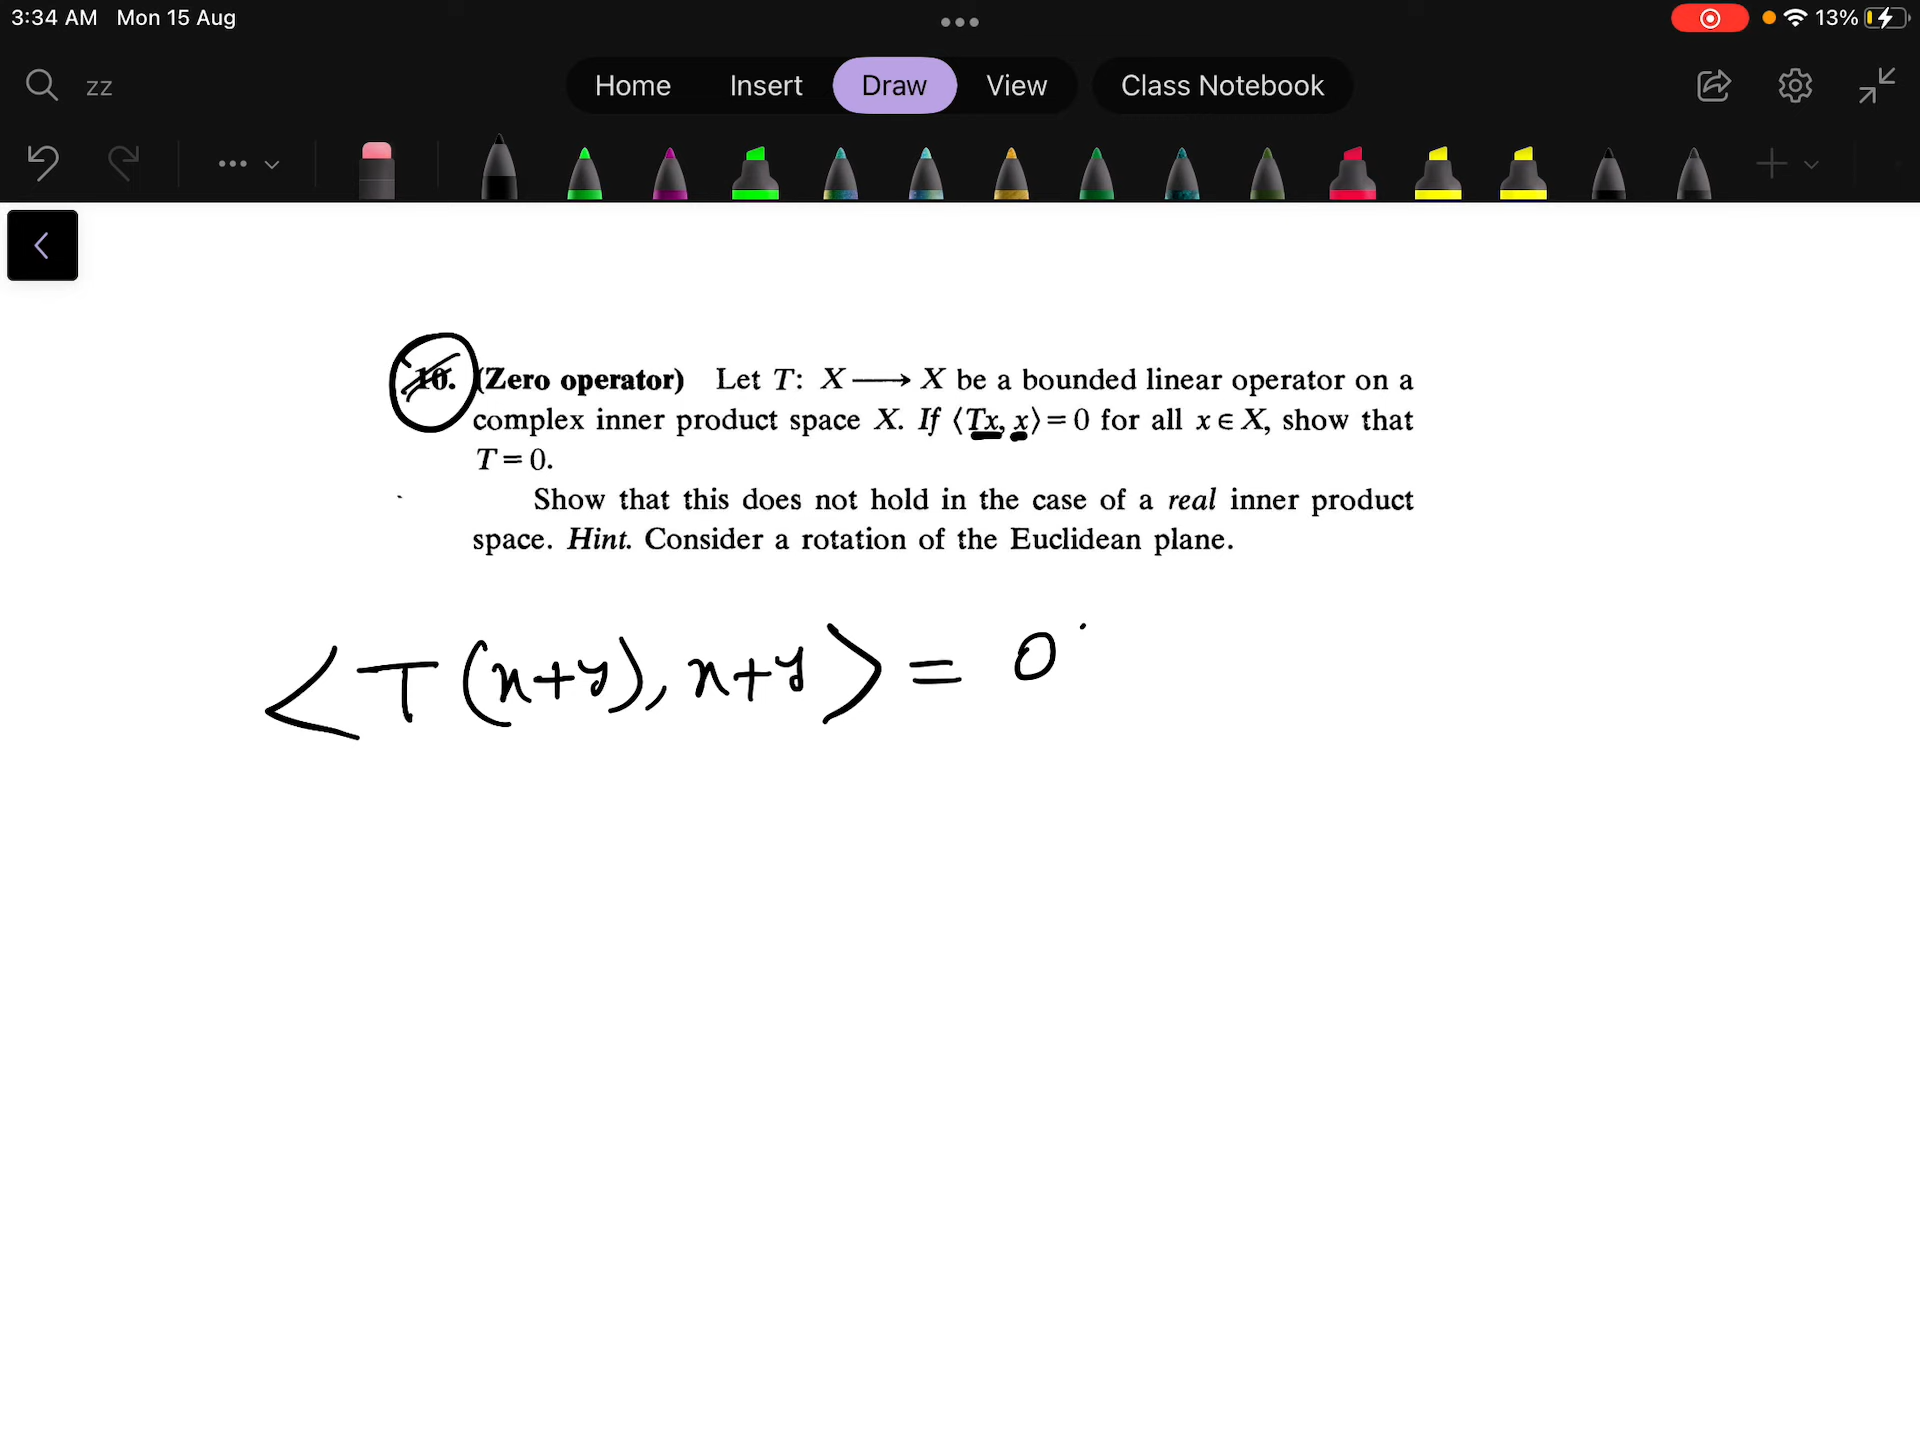 3:34 AM Mon 15 Aug
13%
zz
Home Insert Draw View Class Notebook
10. (Zero operator) Let T: X ⟶ X be a bounded linear operator on a
complex inner product space X. If ⟨Tx, x⟩ = 0 for all x ∈ X, show that
T = 0.
Show that this does not hold in the case of a real inner product
space. Hint. Consider a rotation of the Euclidean plane.
<T(x+y), x+y> = 0